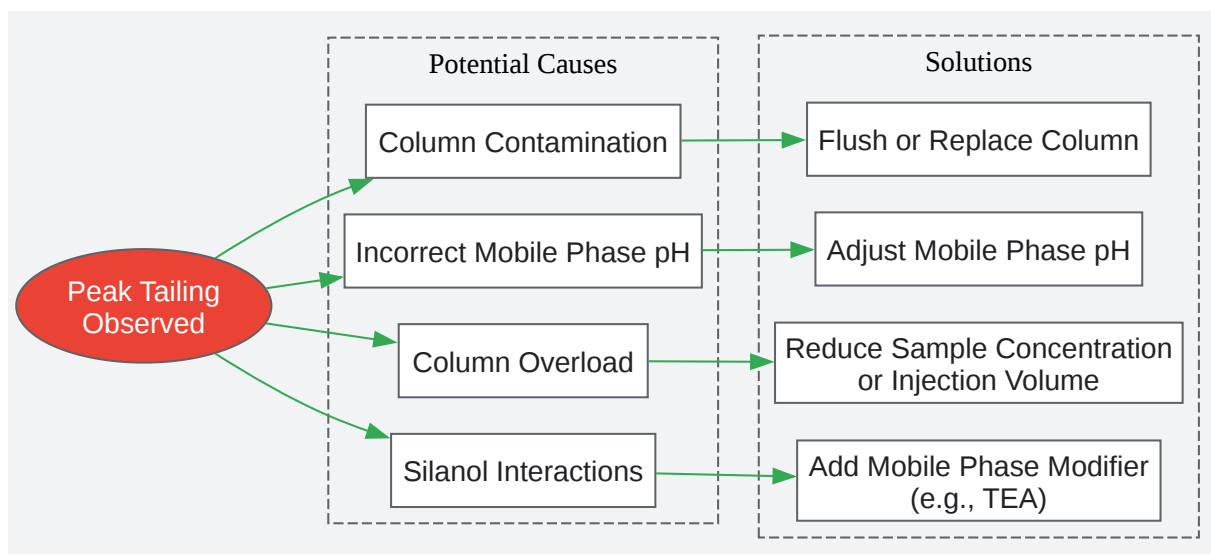 Potential Causes
Solutions
Column Contamination
Flush or Replace Column
Incorrect Mobile Phase pH
Adjust Mobile Phase pH
Peak Tailing
Observed
Column Overload
Reduce Sample Concentration
or Injection Volume
Silanol Interactions
Add Mobile Phase Modifier
(e.g., TEA)